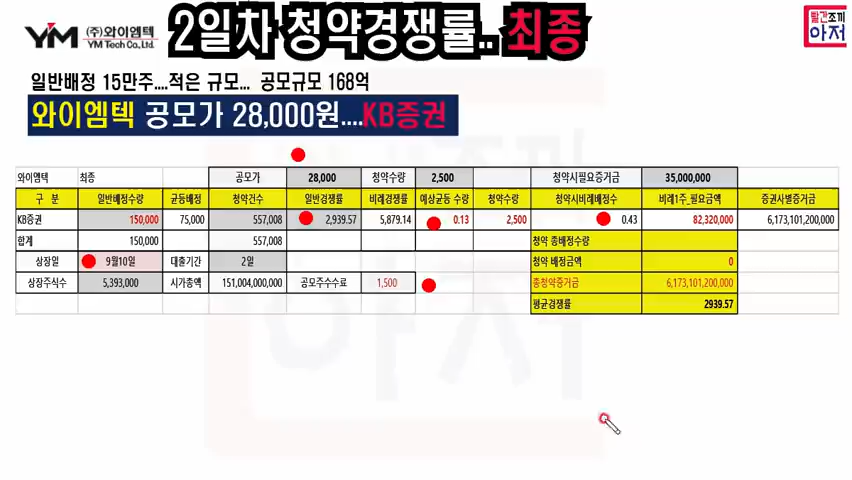 YM (주)와이엠텍
YM Tech Co,. Ltd.
2일차 청약경쟁률.. 최종
빨간조끼
아저
일반배정 15만주....적은 규모... 공모규모 168억
와이엠텍 공모가 28,000원....KB증권
와이엠텍 최종 공모가 28,000 청약수량 2,500 청약시필요증거금 35,000,000
구 분 일반배정수량 균등배정 청약건수 일반경쟁률 비례경쟁률 예상균등 수량 청약수량 청약시비례배정수 비례1주_필요금액 증권사별증거금
KB증권 150,000 75,000 557,008 2,939.57 5,879.14 0.13 2,500 0.43 82,320,000 6,173,101,200,000
합계 150,000 557,008 청약 총배정수량
상장일 9월10일 대출기간 2일 청약 배정금액 0
상장주식수 5,393,000 시가총액 151,004,000,000 공모주수수료 1,500 총청약증거금 6,173,101,200,000
평균경쟁률 2939.57
빨간조끼
아저